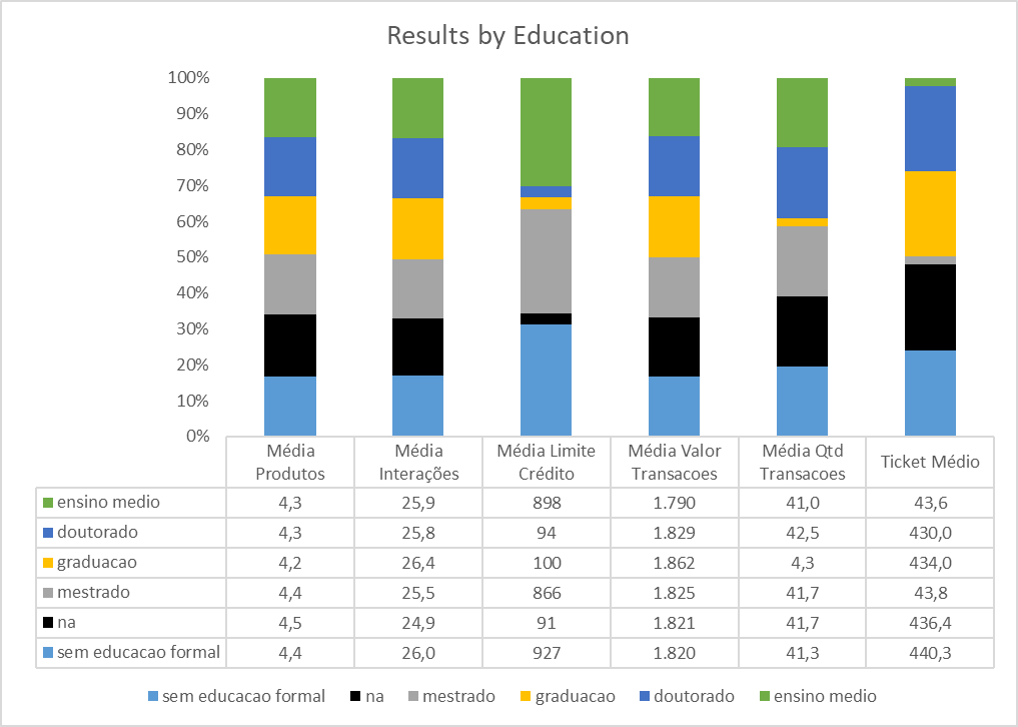 Results by Education
100%
90%
80%
70%
60%
50%
40%
30%
20%
10%
0%
Média Produtos Média Interações Média Limite Crédito Média Valor Transacoes Média Qtd Transacoes Ticket Médio
ensino medio 4,3 25,9 898 1.790 41,0 43,6
doutorado 4,3 25,8 94 1.829 42,5 430,0
graduacao 4,2 26,4 100 1.862 4,3 434,0
mestrado 4,4 25,5 866 1.825 41,7 43,8
na 4,5 24,9 91 1.821 41,7 436,4
sem educacao formal 4,4 26,0 927 1.820 41,3 440,3
sem educacao formal na mestrado graduacao doutorado ensino medio